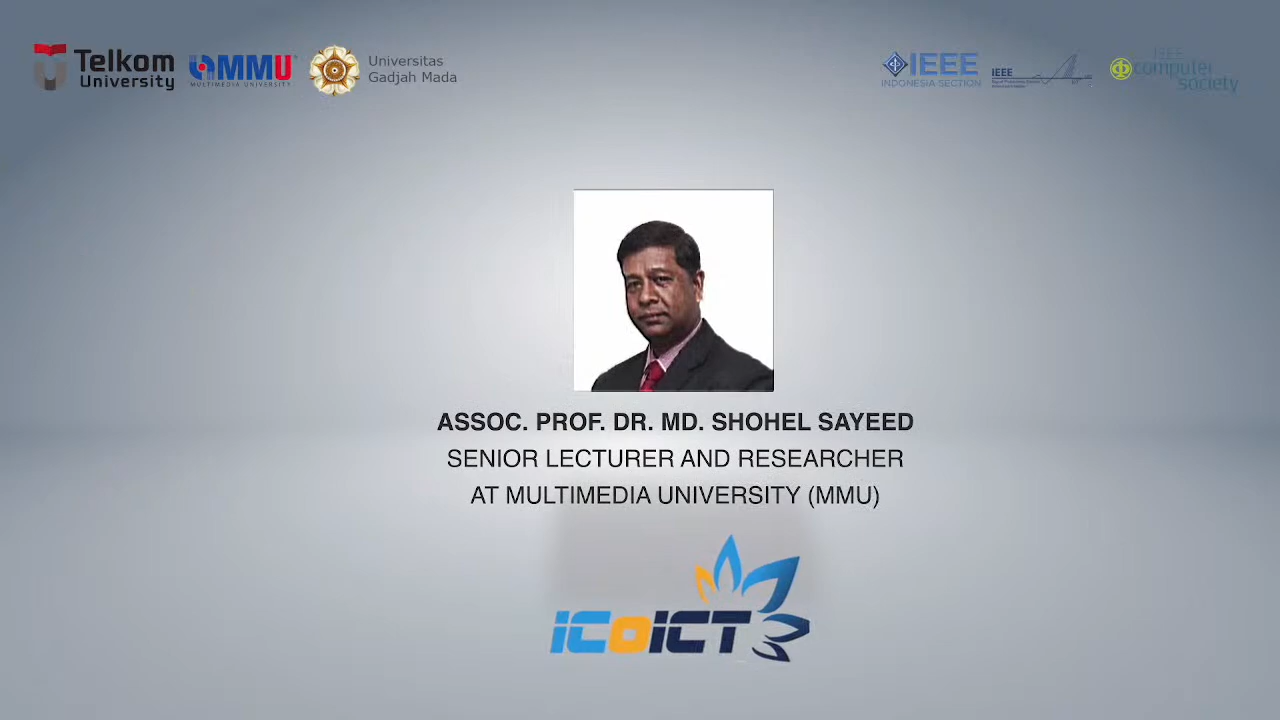 Telkom
University
MMU
MULTIMEDIA UNIVERSITY
Universitas
Gadjah Mada
IEEE
INDONESIA SECTION
IEEE
IEEE
computer
society
ASSOC. PROF. DR. MD. SHOHEL SAYEED
SENIOR LECTURER AND RESEARCHER
AT MULTIMEDIA UNIVERSITY (MMU)
ICoICT